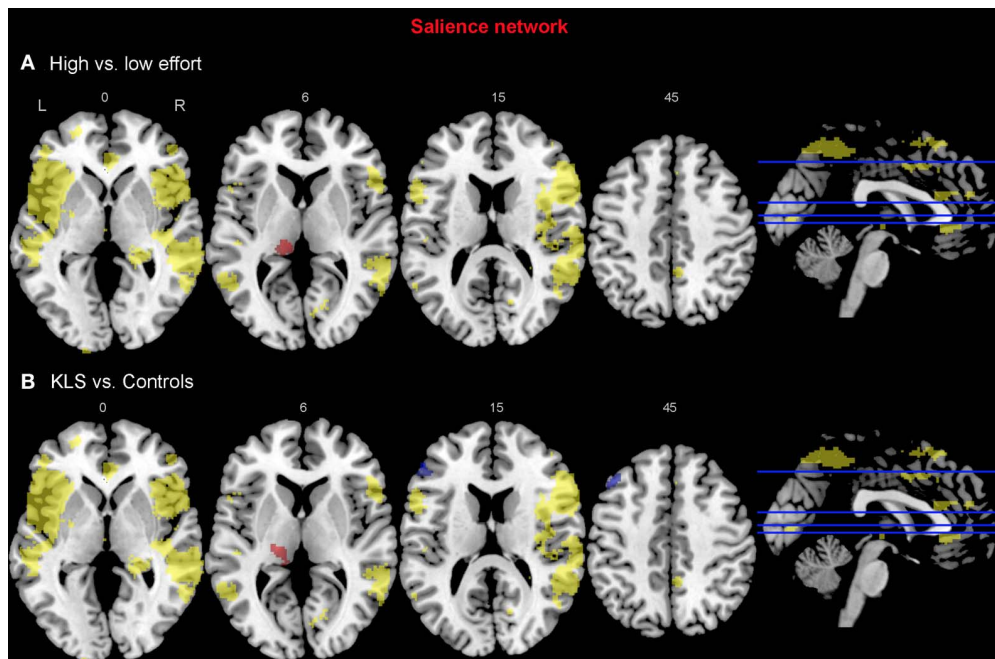 Salience network
A High vs. low effort
L 0 R 6 15 45
B KLS vs. Controls
0 6 15 45